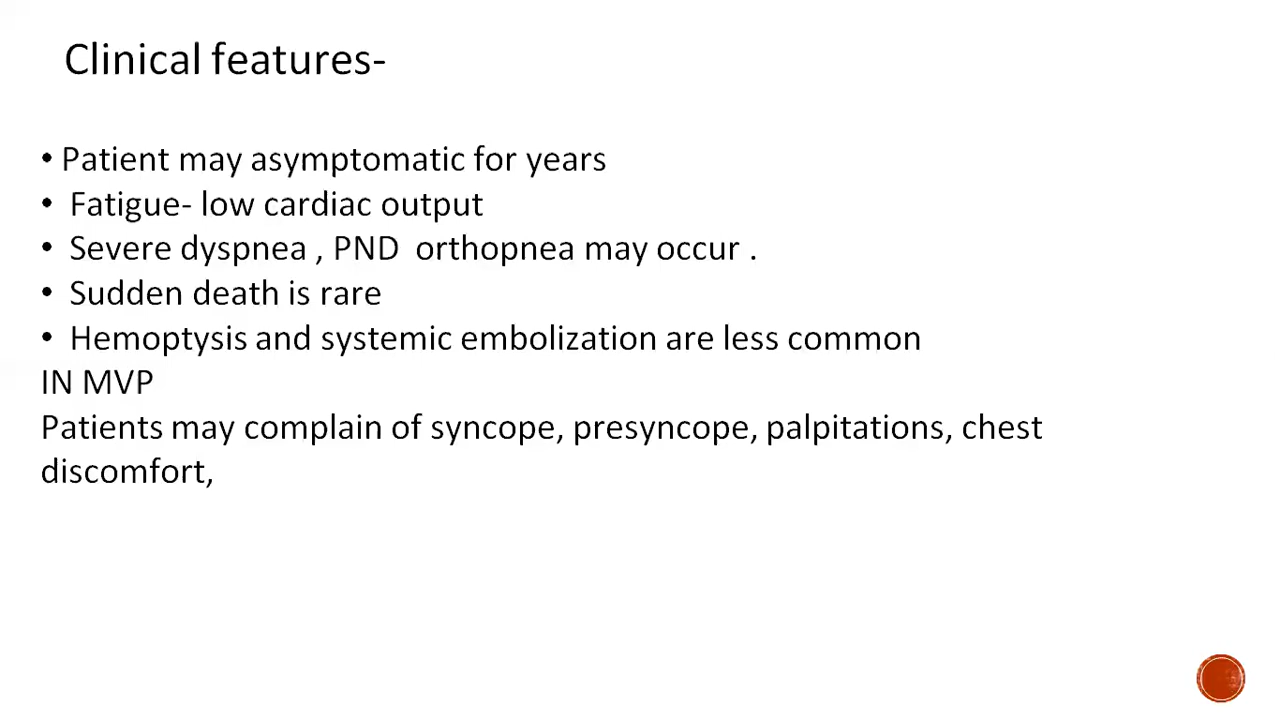 Clinical features-
• Patient may asymptomatic for years
• Fatigue- low cardiac output
• Severe dyspnea , PND orthopnea may occur .
• Sudden death is rare
• Hemoptysis and systemic embolization are less common
IN MVP
Patients may complain of syncope, presyncope, palpitations, chest
discomfort,